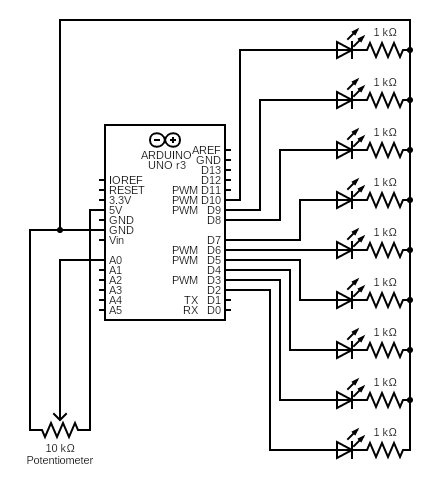 1 kΩ
1 kΩ
1 kΩ
1 kΩ
1 kΩ
1 kΩ
1 kΩ
1 kΩ
1 kΩ
ARDUINO
UNO r3
IOREF
RESET
3.3V
5V
GND
GND
Vin
A0
A1
A2
A3
A4
A5
AREF
GND
D13
D12
PWM D11
PWM D10
PWM D9
D8
D7
PWM D6
PWM D5
D4
PWM D3
D2
TX D1
RX D0
10 kΩ
Potentiometer